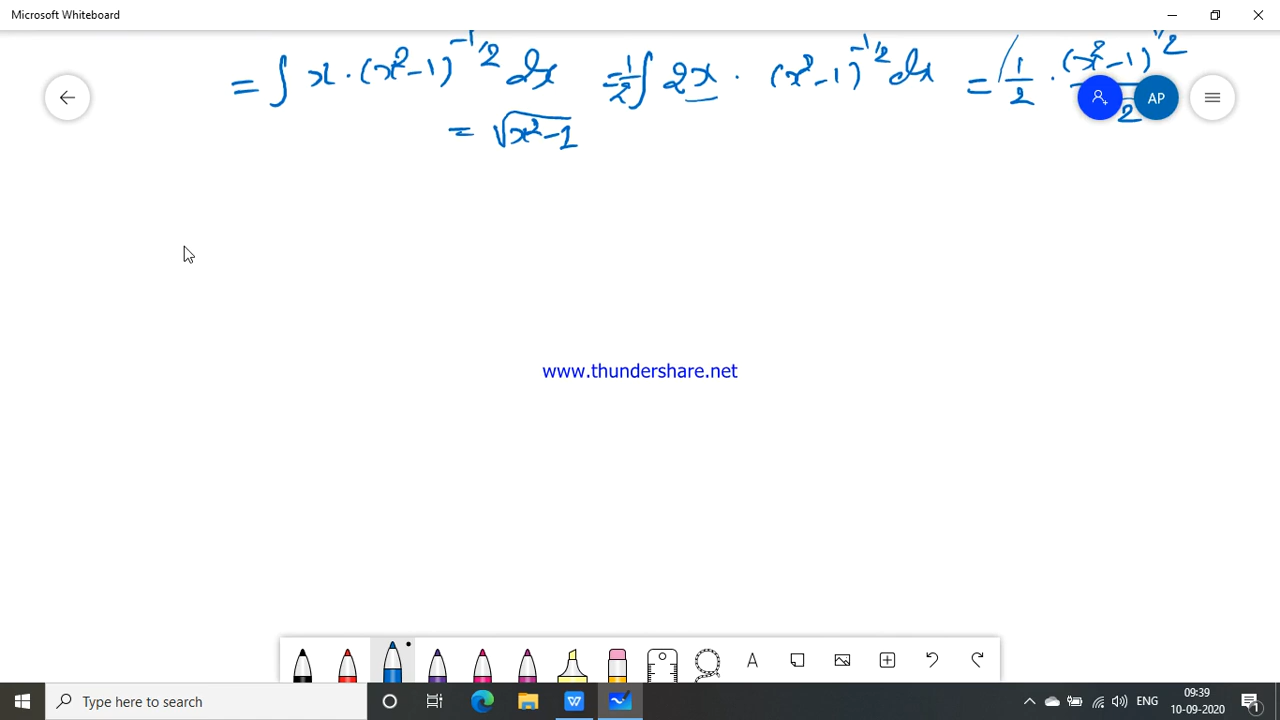 Microsoft Whiteboard
= ∫ x · (x² - 1)^{-1/2} dx = 1/2 ∫ 2x · (x² - 1)^{-1/2} dx = 1/2 · (x² - 1)^{1/2}
= √(x² - 1)
AP
www.thundershare.net
A
Type here to search
W
ENG
09:39
10-09-2020
1